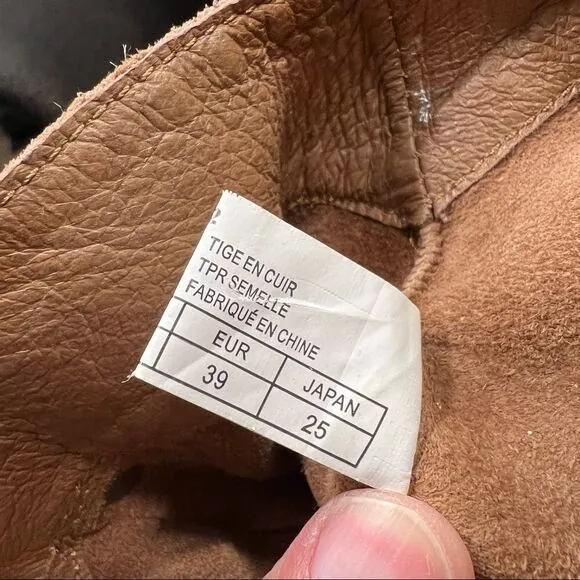 TIGE EN CUIR
TPR SEMELLE
FABRIQUÉ EN CHINE
EUR JAPAN
39 25